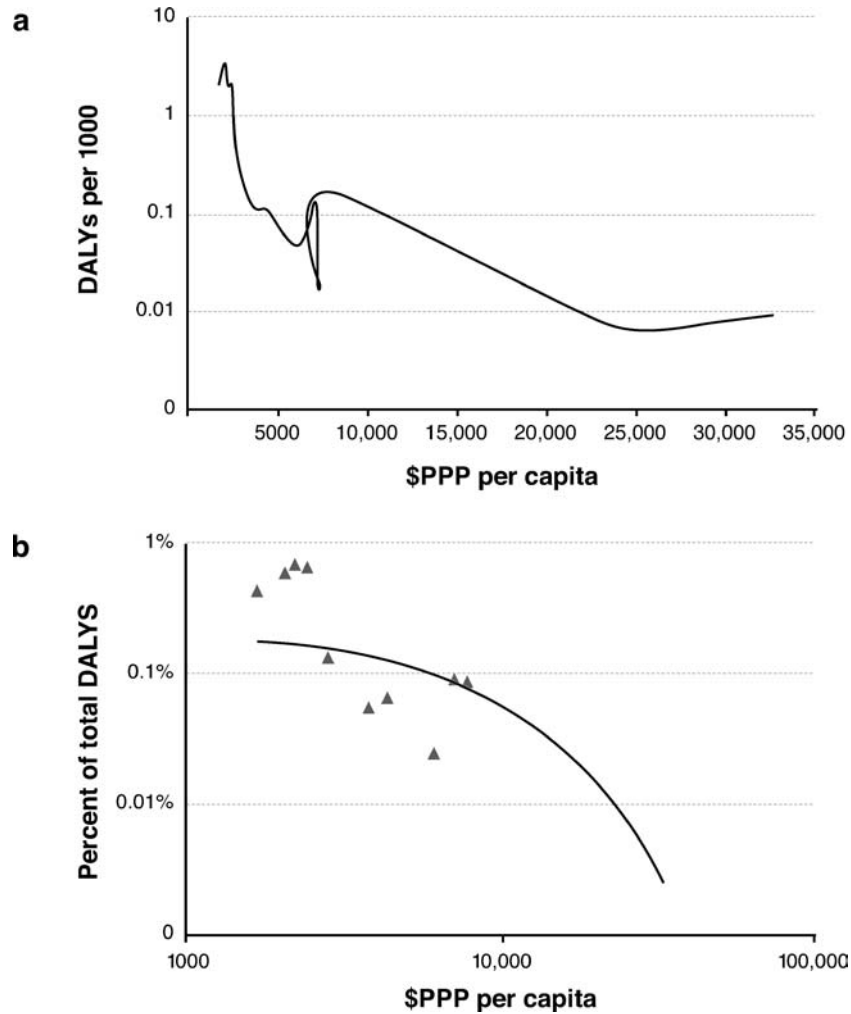 a
DALYs per 1000
10
1
0.1
0.01
0
5000 10,000 15,000 20,000 25,000 30,000 35,000
$PPP per capita
b
Percent of total DALYS
1%
0.1%
0.01%
0
1000 10,000 100,000
$PPP per capita